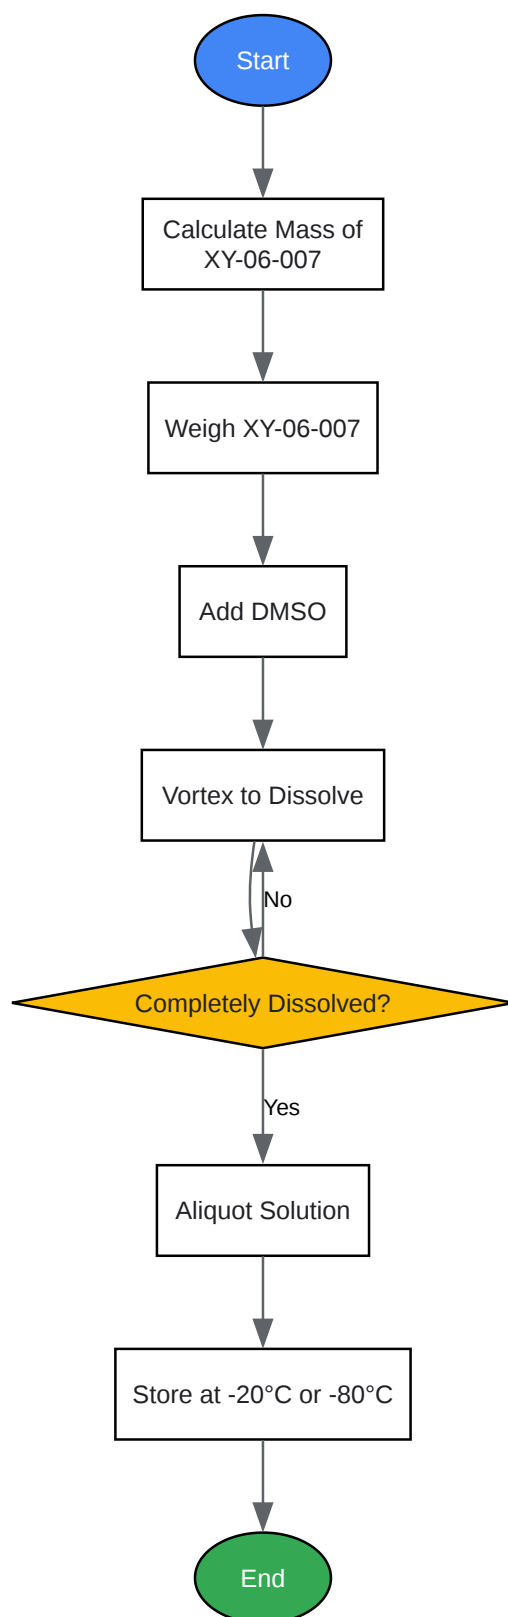 Start
Calculate Mass of
XY-06-007
Weigh XY-06-007
Add DMSO
Vortex to Dissolve
No
Completely Dissolved?
Yes
Aliquot Solution
Store at -20°C or -80°C
End